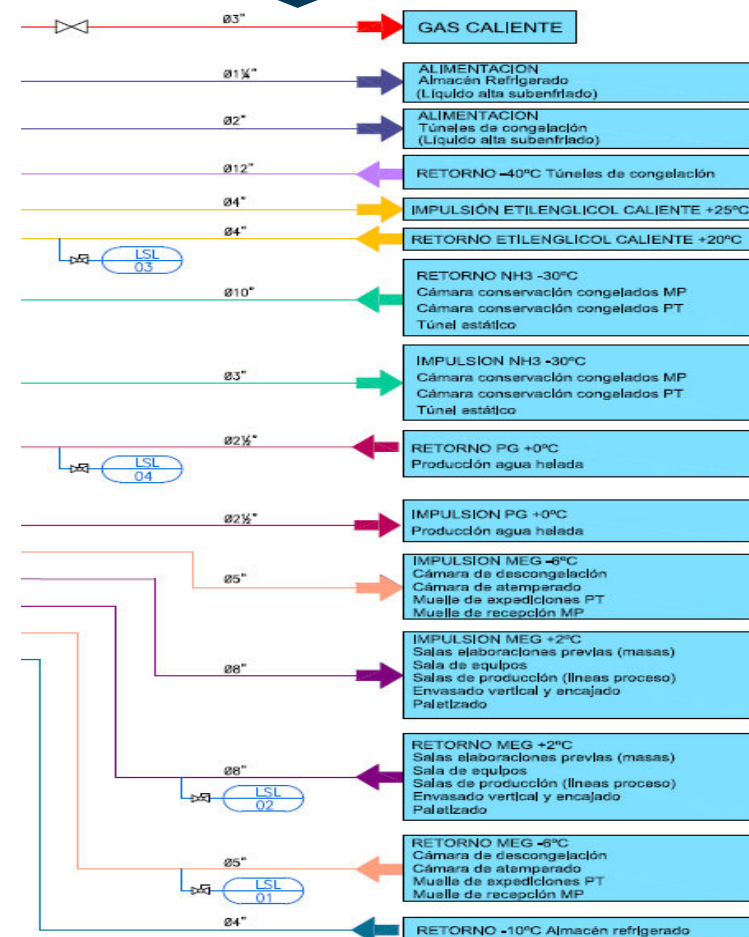 Ø3"
GAS CALIENTE
Ø1¼"
ALIMENTACION
Almacén Refrigerado
(Líquido alta subenfriado)
Ø2"
ALIMENTACION
Túneles de congelación
(Líquido alta subenfriado)
Ø12"
RETORNO -40ºC Túneles de congelación
Ø4"
IMPULSIÓN ETILENGLICOL CALIENTE +25ºC
Ø4"
RETORNO ETILENGLICOL CALIENTE +20ºC
LSL
03
Ø10"
RETORNO NH3 -30ºC
Cámara conservación congelados MP
Cámara conservación congelados PT
Túnel estático
Ø3"
IMPULSION NH3 -30ºC
Cámara conservación congelados MP
Cámara conservación congelados PT
Túnel estático
Ø2½"
RETORNO PG +0ºC
Producción agua helada
LSL
04
Ø2½"
IMPULSION PG +0ºC
Producción agua helada
Ø5"
IMPULSION MEG -6ºC
Cámara de descongelación
Cámara de atemperado
Muelle de expediciones PT
Muelle de recepción MP
Ø8"
IMPULSION MEG +2ºC
Salas elaboraciones previas (masas)
Sala de equipos
Salas de producción (lineas proceso)
Envasado vertical y encajado
Paletizado
Ø8"
RETORNO MEG +2ºC
Salas elaboraciones previas (masas)
Sala de equipos
Salas de producción (lineas proceso)
Envasado vertical y encajado
Paletizado
LSL
02
Ø5"
RETORNO MEG -6ºC
Cámara de descongelación
Cámara de atemperado
Muelle de expediciones PT
Muelle de recepción MP
LSL
01
Ø4"
RETORNO -10ºC Almacén refrigerado